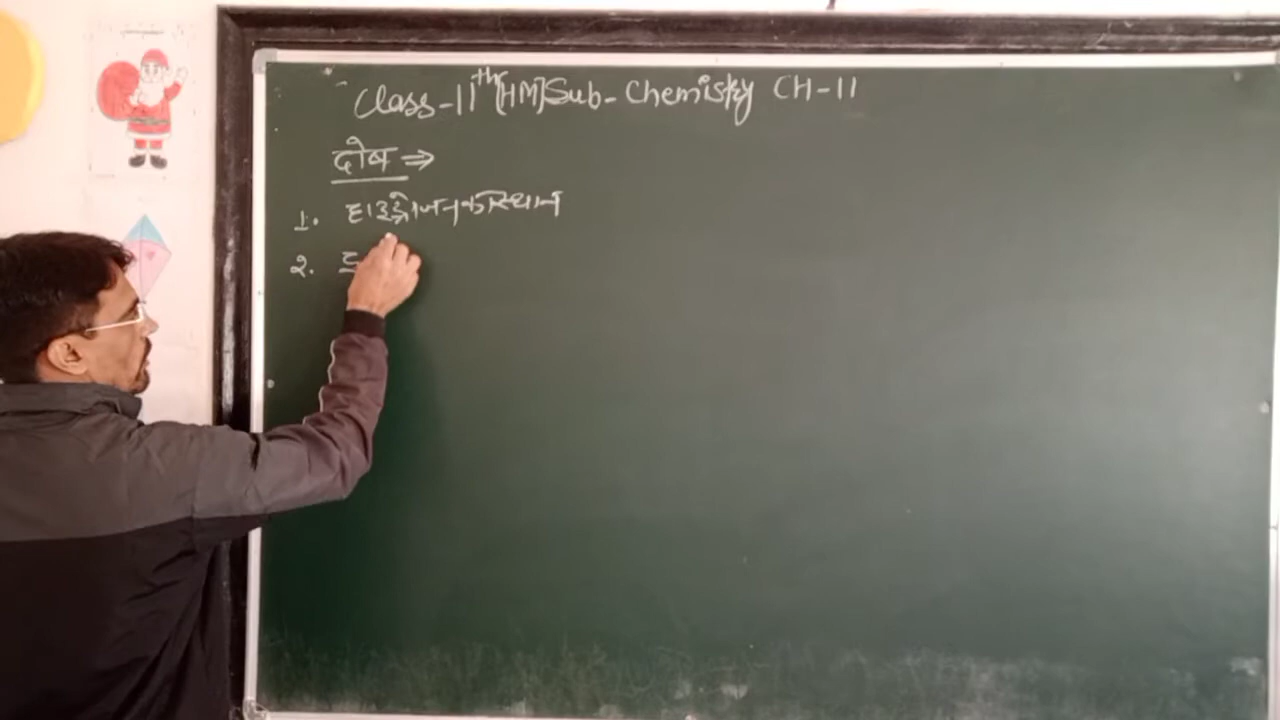 Class-11th [HM] Sub- Chemistry CH-11
दोष ⇒
1. हाइड्रोजन का स्थान
2. ह